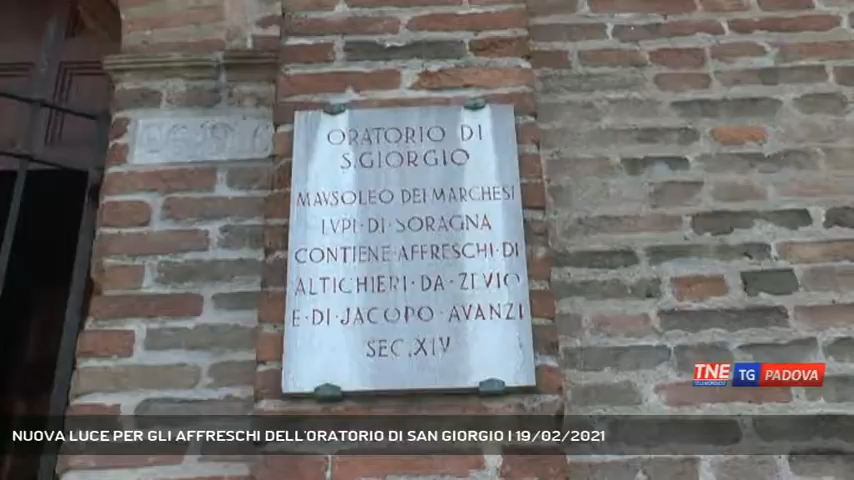 ORATORIO DI
S.GIORGIO
MAVSOLEO DEI MARCHESI
LVPI·DI·SORAGNA
CONTIENE·AFFRESCHI·DI
ALTICHIERI·DA·ZEVIO
E·DI·JACOPO·AVANZI
SEC.XIV
TNE TG PADOVA
NUOVA LUCE PER GLI AFFRESCHI DELL'ORATORIO DI SAN GIORGIO | 19/02/2021